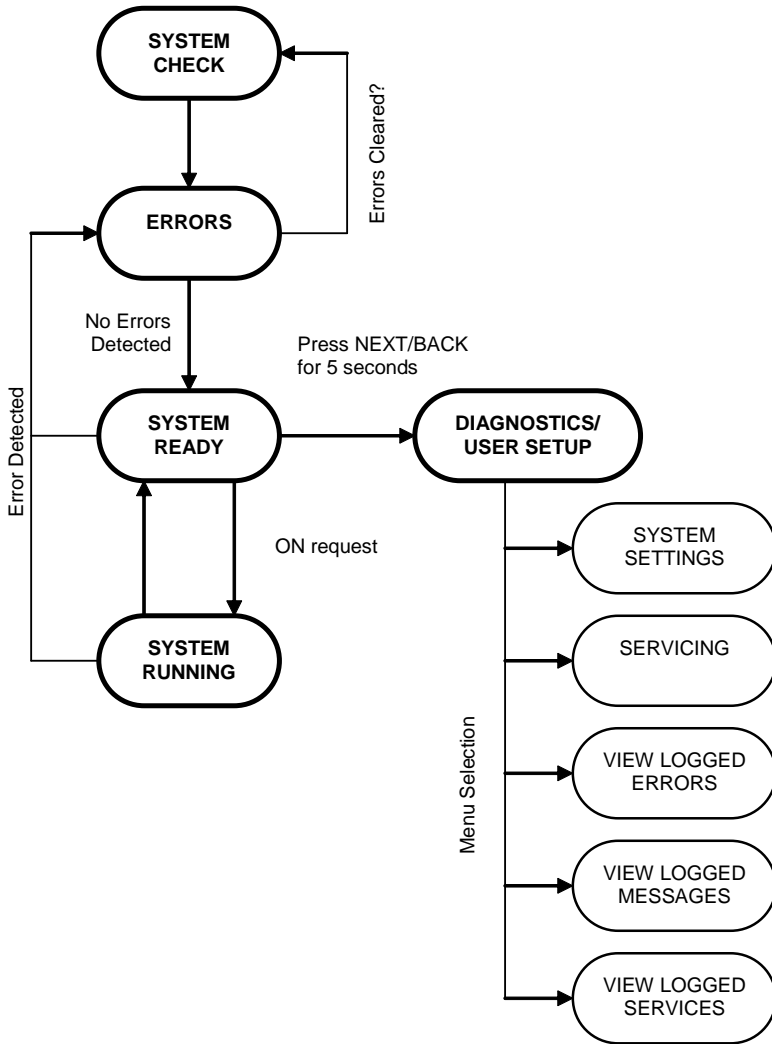 SYSTEM
CHECK
Errors Cleared?
ERRORS
No Errors
Detected
Press NEXT/BACK
for 5 seconds
Error Detected
SYSTEM
READY
DIAGNOSTICS/
USER SETUP
ON request
SYSTEM
RUNNING
Menu Selection
SYSTEM
SETTINGS
SERVICING
VIEW LOGGED
ERRORS
VIEW LOGGED
MESSAGES
VIEW LOGGED
SERVICES